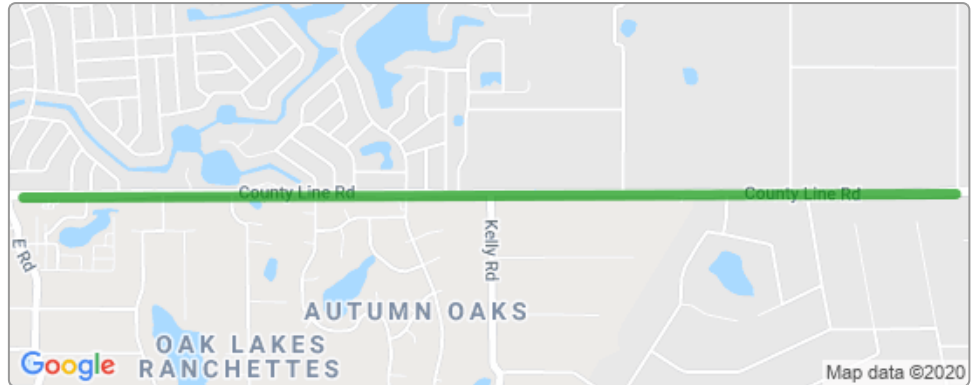 County Line Rd
County Line Rd
E Rd
Kelly Rd
AUTUMN OAKS
OAK LAKES
RANCHETTES
Google
Map data ©2020